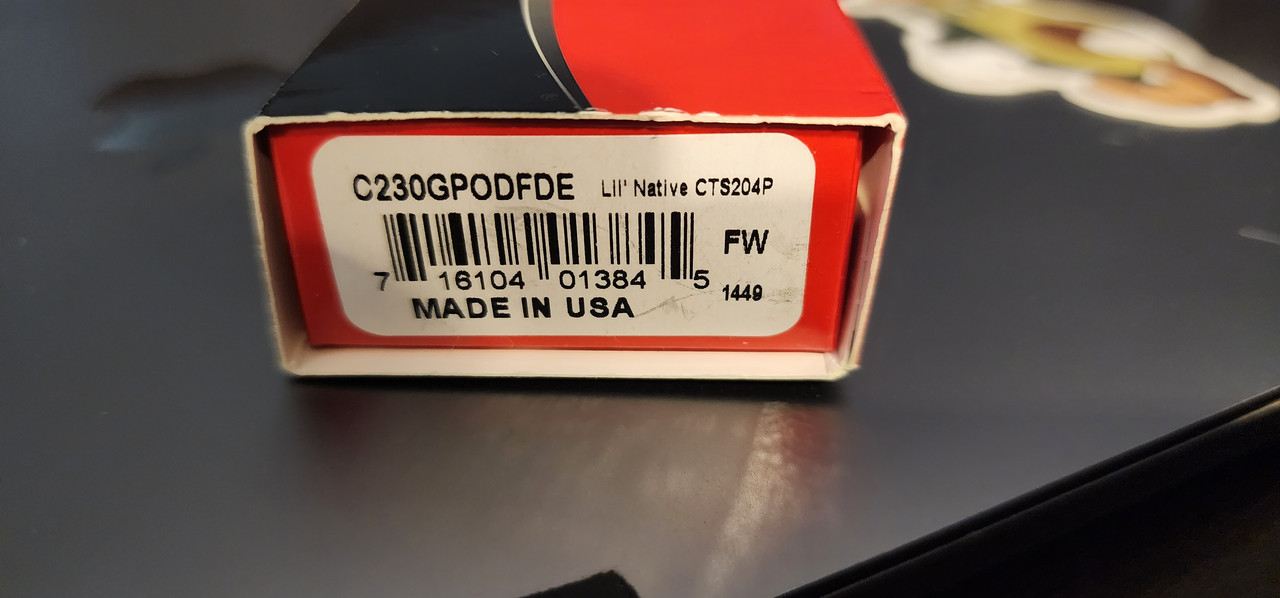 C230GPODFDE Lil' Native CTS204P
FW
7 16104 01384 5
1449
MADE IN USA